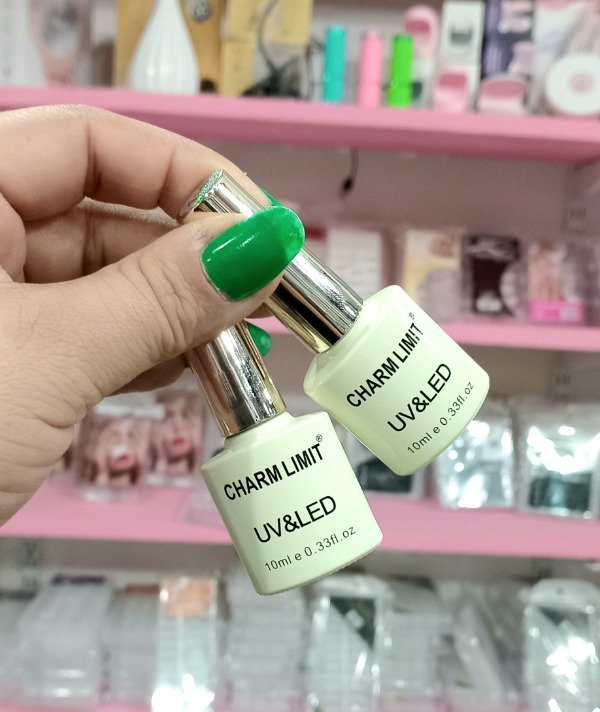 CHARM LIMIT®
UV&LED
10ml e 0.33fl.oz
CHARM LIMIT®
UV&LED
10ml e 0.33fl.oz